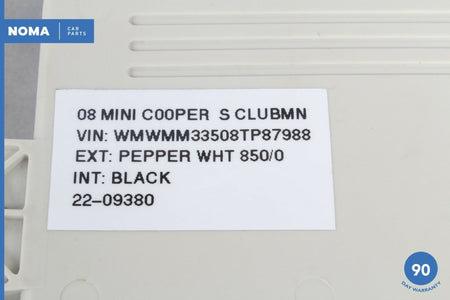 NOMA CAR PARTS
08 MINI COOPER S CLUBMN
VIN: WMWMM33508TP87988
EXT: PEPPER WHT 850/0
INT: BLACK
22-09380
90
DAY WARRANTY